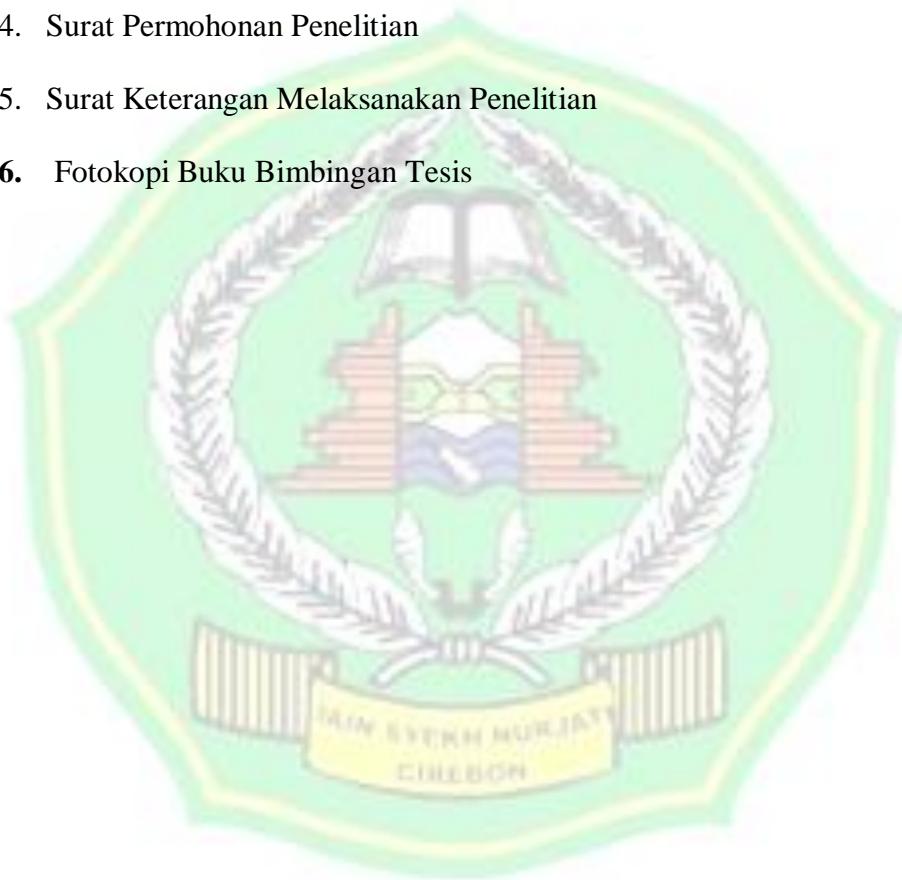 4. Surat Permohonan Penelitian
5. Surat Keterangan Melaksanakan Penelitian
6. Fotokopi Buku Bimbingan Tesis
IAIN SYEKH NURJATI
CIREBON